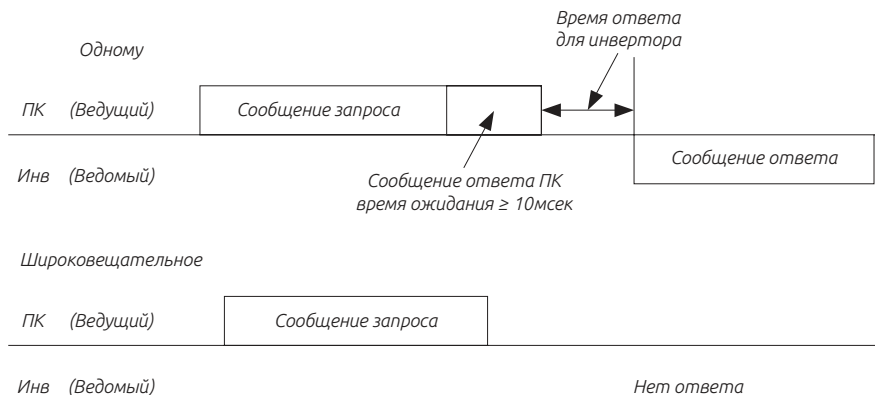 Время ответа
для инвертора
Одному
ПК (Ведущий) Сообщение запроса
Инв (Ведомый) Сообщение ответа
Сообщение ответа ПК
время ожидания ≥ 10мсек
Широковещательное
ПК (Ведущий) Сообщение запроса
Инв (Ведомый) Нет ответа